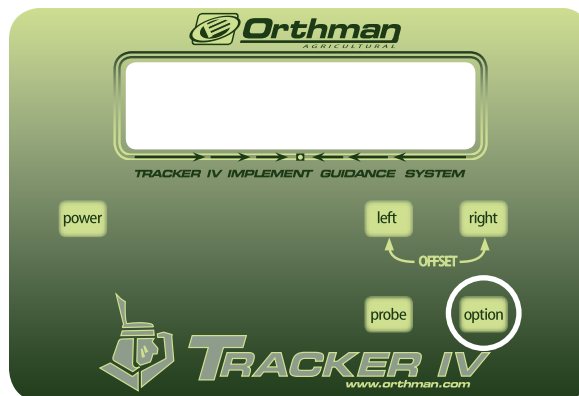 Orthman
AGRICULTURAL
TRACKER IV IMPLEMENT GUIDANCE SYSTEM
power
left
right
OFFSET
probe
option
TRACKER IV
www.orthman.com